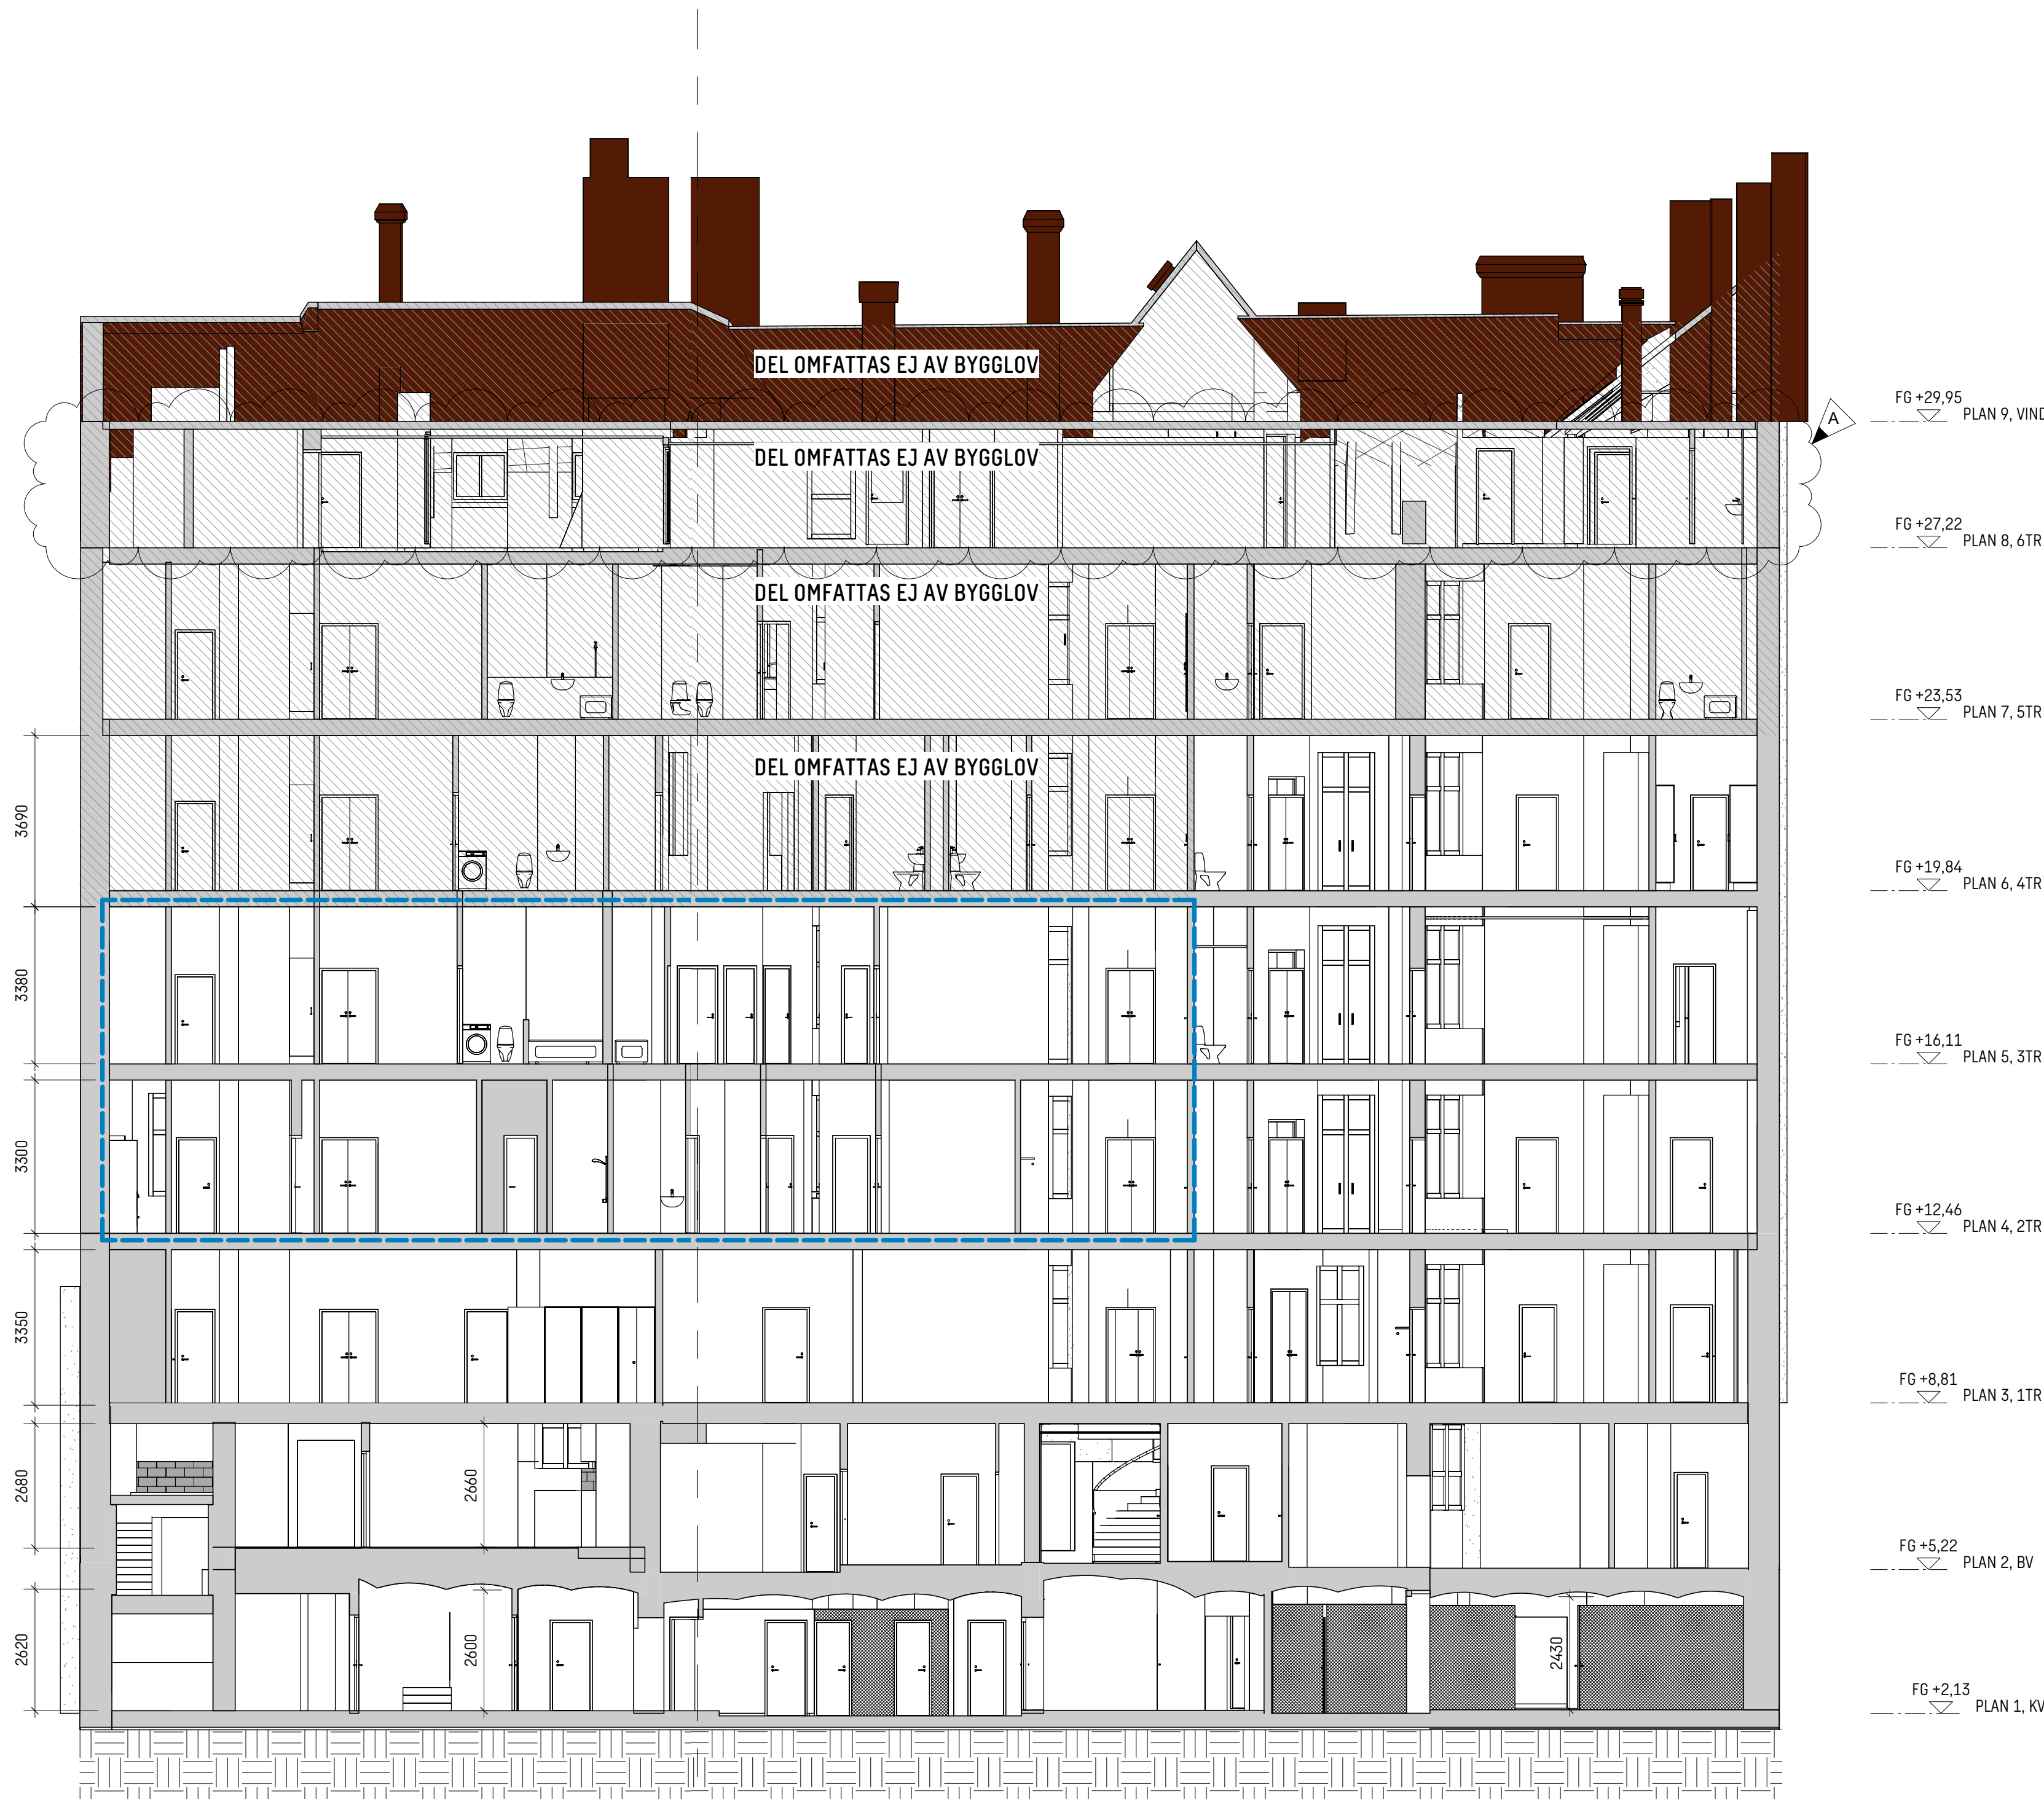 DEL OMFATTAS EJ AV BYGGLOV
FG +29,95
PLAN 9, VIND
A
DEL OMFATTAS EJ AV BYGGLOV
FG +27,22
PLAN 8, 6TR
DEL OMFATTAS EJ AV BYGGLOV
FG +23,53
PLAN 7, 5TR
DEL OMFATTAS EJ AV BYGGLOV
3690
FG +19,84
PLAN 6, 4TR
3380
FG +16,11
PLAN 5, 3TR
3300
FG +12,46
PLAN 4, 2TR
3350
FG +8,81
PLAN 3, 1TR
2680
2660
FG +5,22
PLAN 2, BV
2620
2600
2430
FG +2,13
PLAN 1, KV